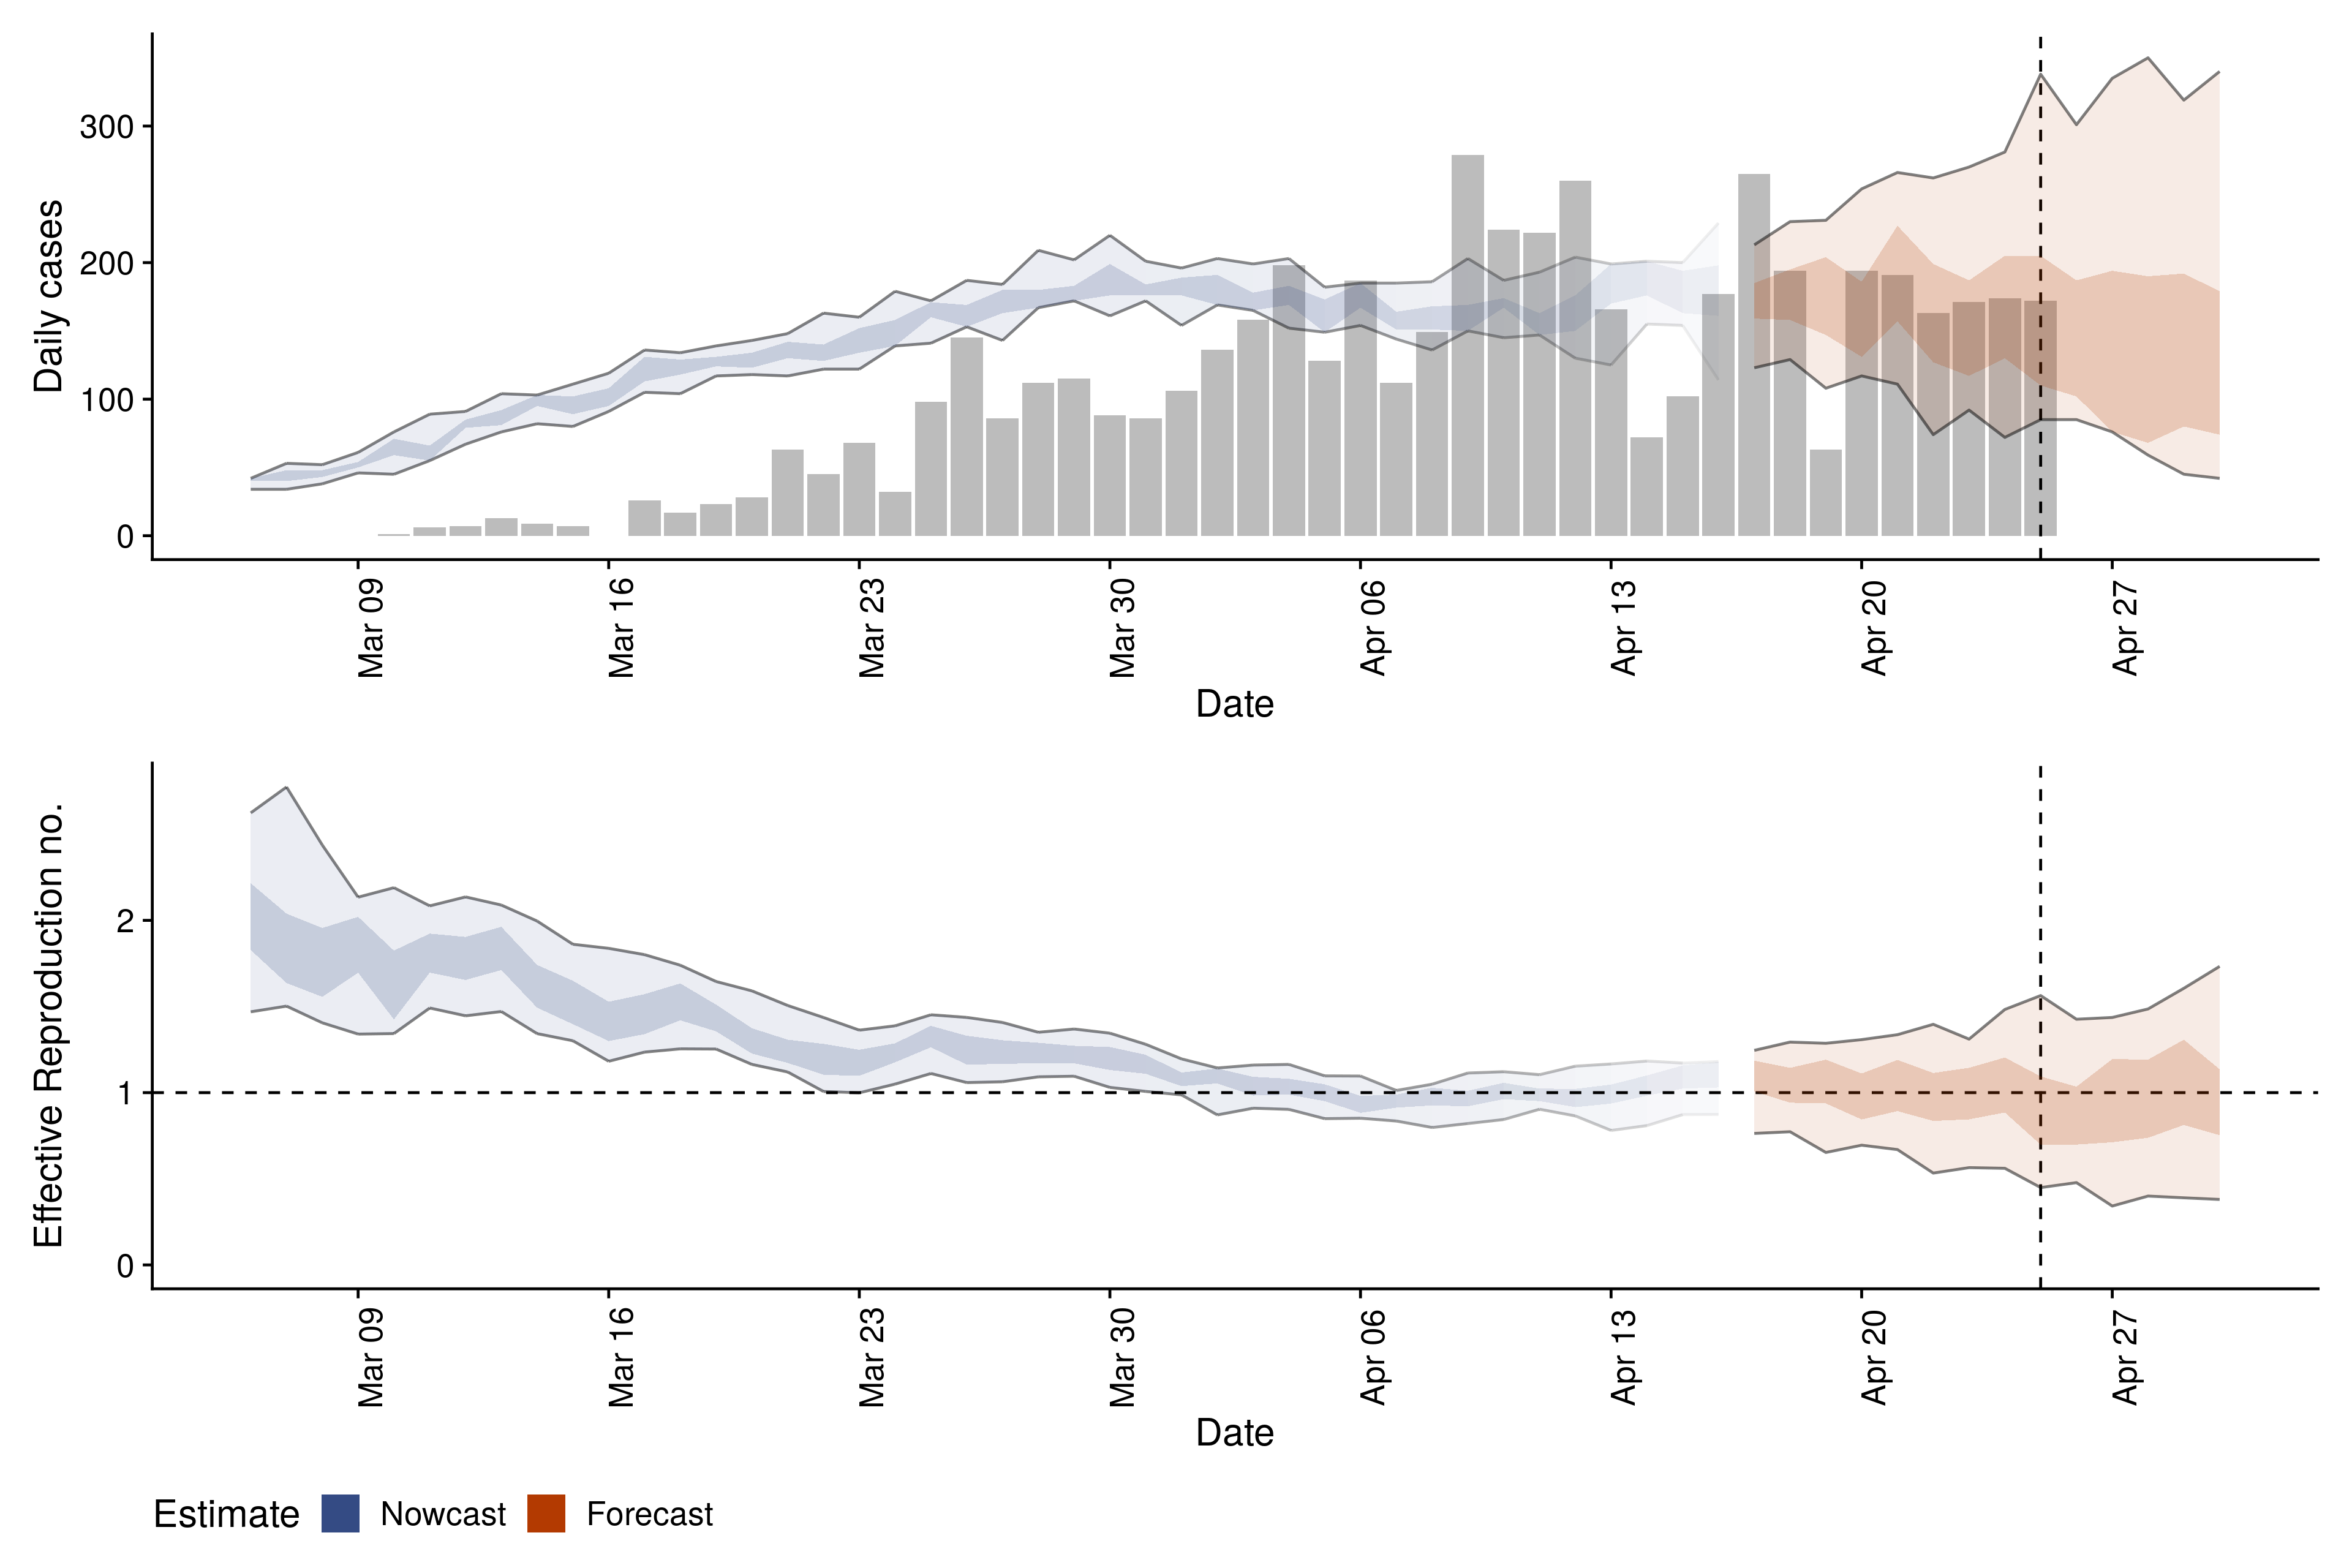 Daily cases
300
200
100
0
Mar 09
Mar 16
Mar 23
Mar 30
Apr 06
Apr 13
Apr 20
Apr 27
Date
Effective Reproduction no.
2
1
0
Mar 09
Mar 16
Mar 23
Mar 30
Apr 06
Apr 13
Apr 20
Apr 27
Date
Estimate Nowcast Forecast